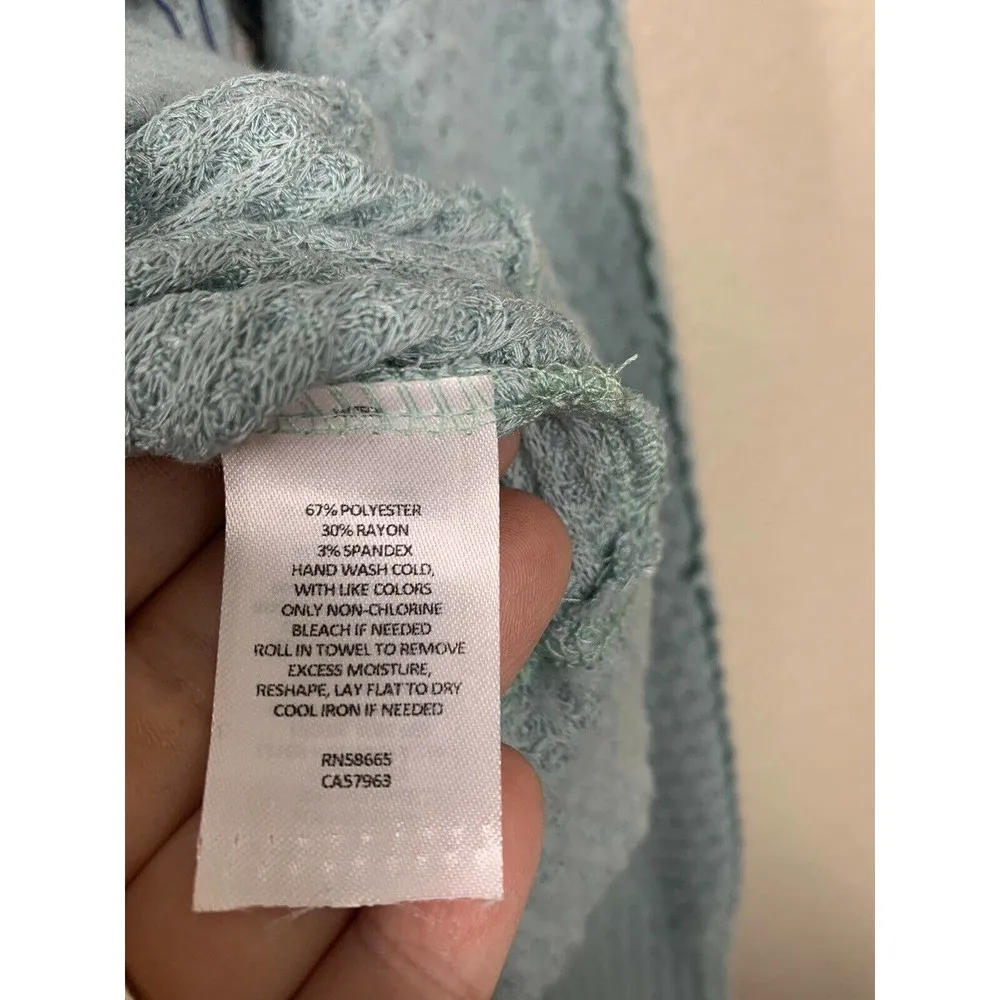 67% POLYESTER
30% RAYON
3% SPANDEX
HAND WASH COLD,
WITH LIKE COLORS
ONLY NON-CHLORINE
BLEACH IF NEEDED
ROLL IN TOWEL TO REMOVE
EXCESS MOISTURE,
RESHAPE, LAY FLAT TO DRY
COOL IRON IF NEEDED
RN58665
CA57963